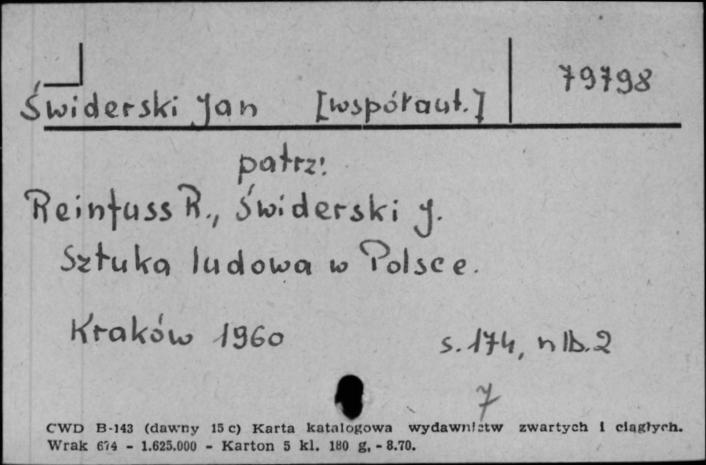 Świderski Jan [współaut.] 79798
patrz:
Reinfuss R., Świderski J.
Sztuka ludowa w Polsce.
Kraków 1960 s. 174, nlb. 2
7
CWD B-143 (dawny 15 c) Karta katalogowa wydawnictw zwartych i ciągłych.
Wrak 674 - 1.625.000 - Karton 5 kl. 180 g, - 8.70.